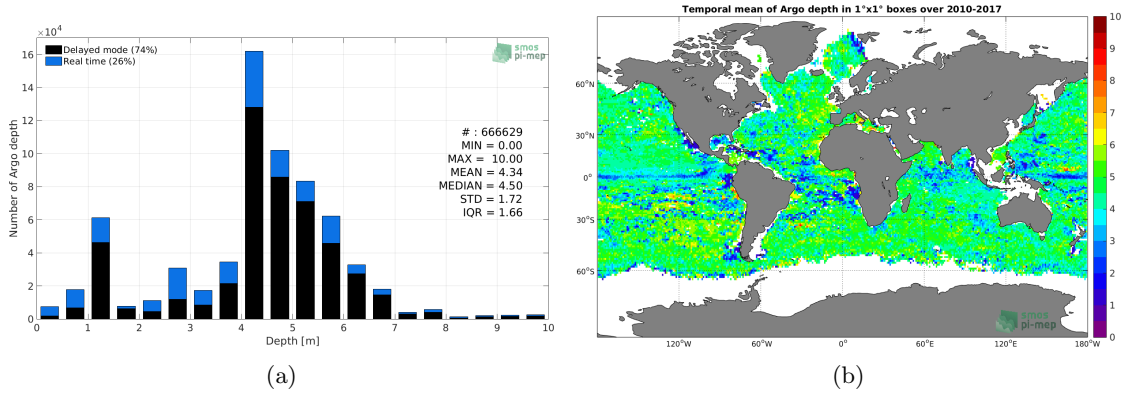 ×10⁴
Delayed mode (74%)
Real time (26%)
smos
pi-mep
16
14
12
10
8
6
4
2
0
Number of Argo depth
# : 666629
MIN = 0.00
MAX = 10.00
MEAN = 4.34
MEDIAN = 4.50
STD = 1.72
IQR = 1.66
0 1 2 3 4 5 6 7 8 9 10
Depth [m]
(a)
Temporal mean of Argo depth in 1°x1° boxes over 2010-2017
60°N
30°N
0°
30°S
60°S
120°W 60°W 0° 60°E 120°E 180°W
smos
pi-mep
10
9
8
7
6
5
4
3
2
1
0
(b)